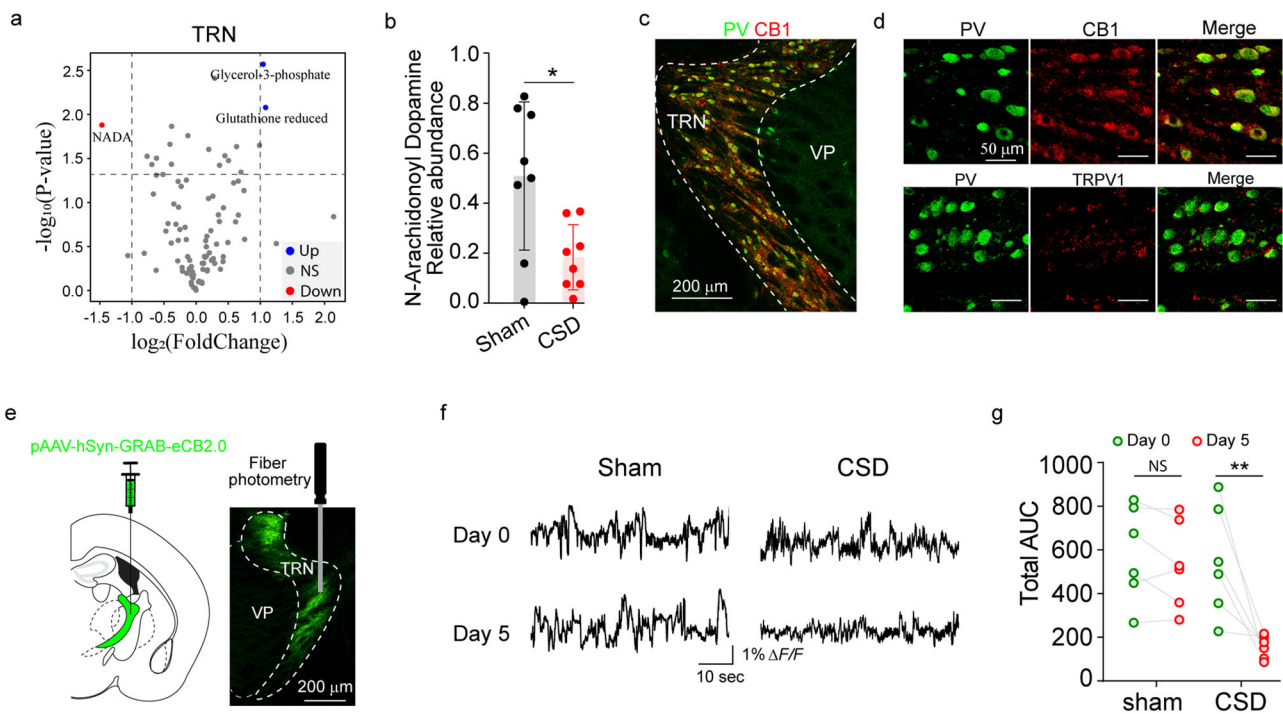 a
TRN
-log₁₀(P-value)
2.5
2.0
1.5
1.0
0.5
0.0
Glycerol-3-phosphate
Glutathione reduced
NADA
Up
NS
Down
-1.5 -1.0 -0.5 0.0 0.5 1.0 1.5 2.0
log₂(FoldChange)
b
N-Arachidonoyl Dopamine
Relative abundance
1.0
0.8
0.6
0.4
0.2
0.0
*
Sham
CSD
c
PV CB1
TRN
VP
200 μm
d
PV CB1 Merge
50 μm
PV TRPV1 Merge
e
pAAV-hSyn-GRAB-eCB2.0
Fiber
photometry
TRN
VP
200 μm
f
Sham CSD
Day 0
Day 5
1% ΔF/F
10 sec
g
Day 0 Day 5
Total AUC
1000
800
600
400
200
0
NS
**
sham CSD